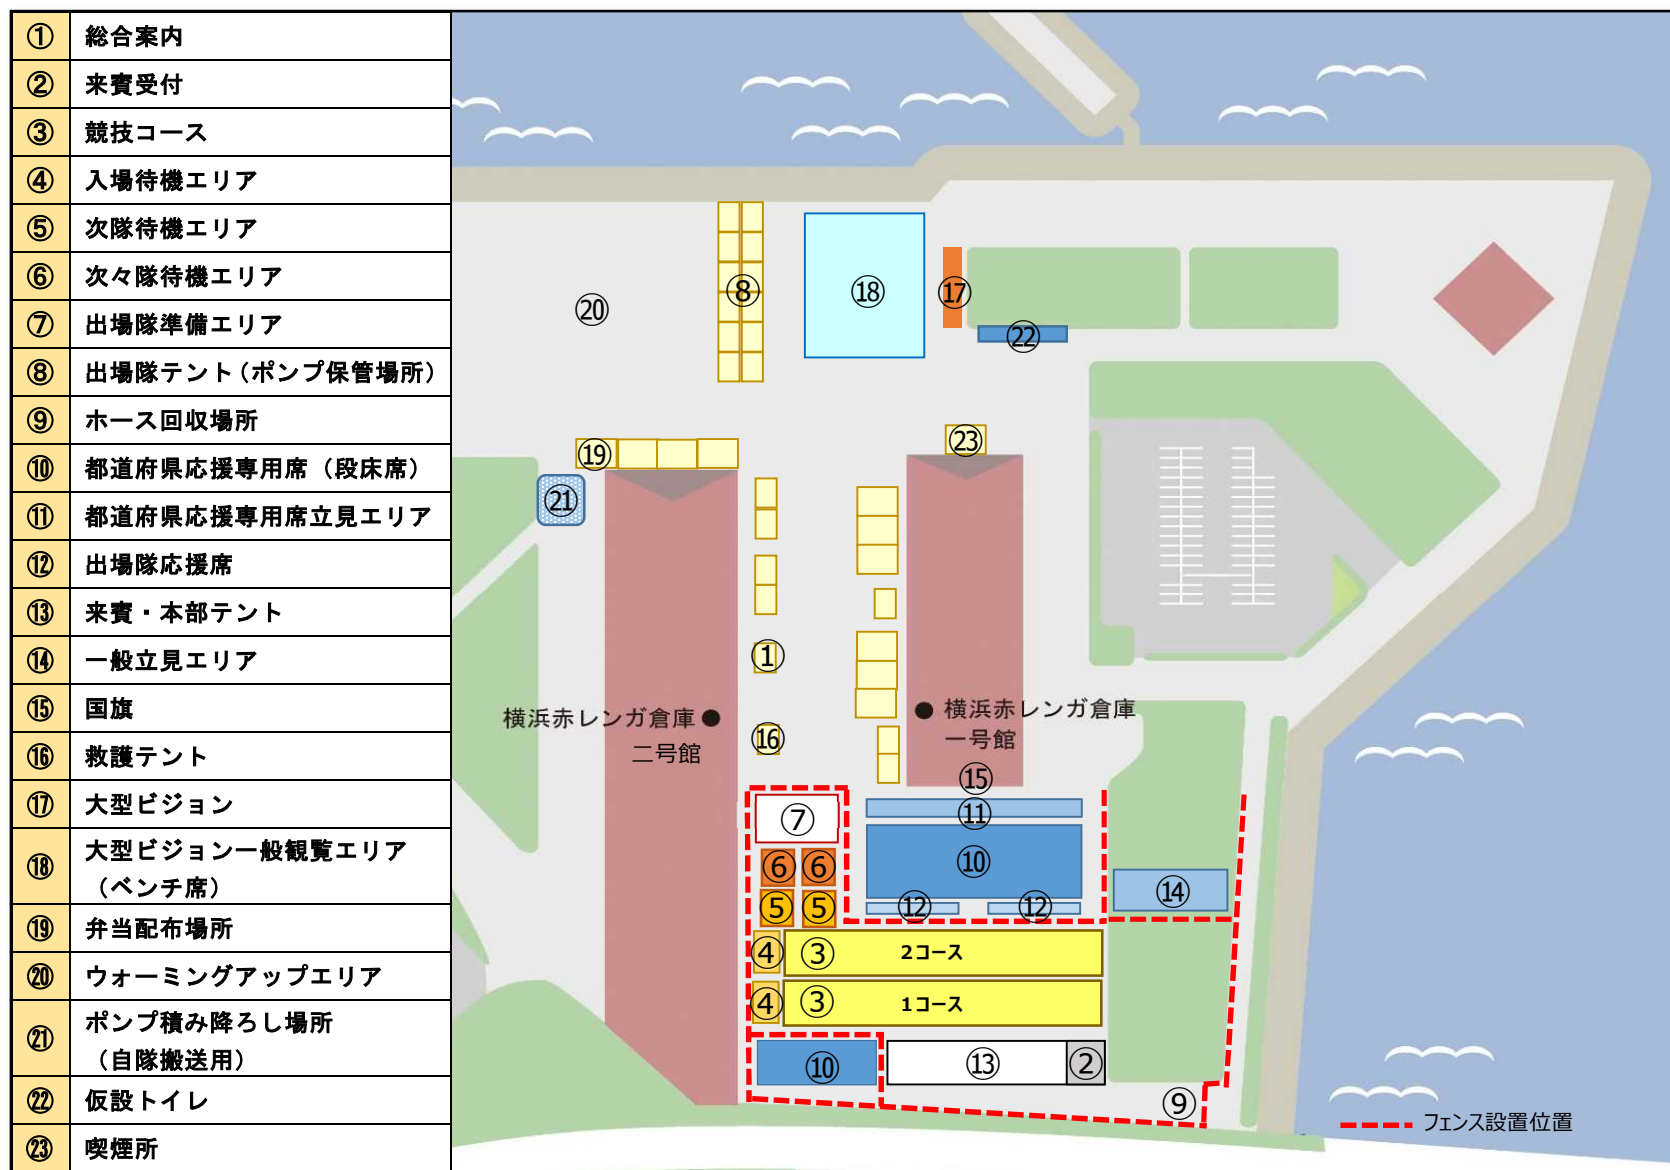 ① 総合案内
② 来賓受付
③ 競技コース
④ 入場待機エリア
⑤ 次隊待機エリア
⑥ 次々隊待機エリア
⑦ 出場隊準備エリア
⑧ 出場隊テント（ポンプ保管場所）
⑨ ホース回収場所
⑩ 都道府県応援専用席（段床席）
⑪ 都道府県応援専用席立見エリア
⑫ 出場隊応援席
⑬ 来賓・本部テント
⑭ 一般立見エリア
⑮ 国旗
⑯ 救護テント
⑰ 大型ビジョン
⑱ 大型ビジョン一般観覧エリア
（ベンチ席）
⑲ 弁当配布場所
⑳ ウォーミングアップエリア
㉑ ポンプ積み降ろし場所
（自隊搬送用）
㉒ 仮設トイレ
㉓ 喫煙所
⑳
⑧
⑱
⑰
㉒
⑲
㉓
㉑
①
横浜赤レンガ倉庫
二号館
横浜赤レンガ倉庫
一号館
⑯
⑮
⑦
⑪
⑥ ⑥
⑩
⑭
⑤ ⑤
⑫ ⑫
④ ③ 2コース
④ ③ 1コース
⑩
⑬ ②
⑨
フェンス設置位置